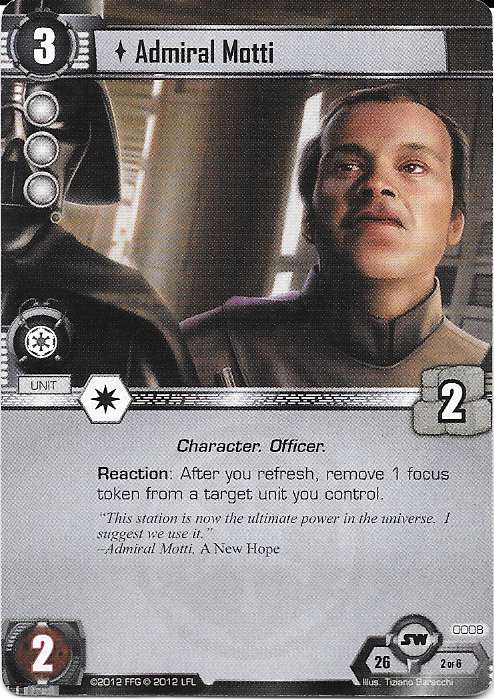 3
Admiral Motti
UNIT
2
Character. Officer.
Reaction: After you refresh, remove 1 focus
token from a target unit you control.
"This station is now the ultimate power in the universe. I
suggest we use it."
–Admiral Motti, A New Hope
2
©2012 FFG © 2012 LFL
SW
0008
26
2 of 6
Illus. Tiziano Baracchi